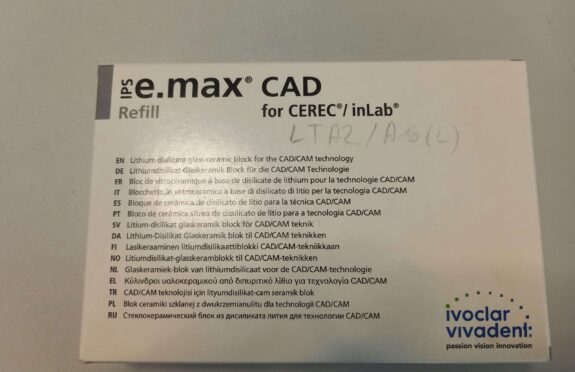 IPS e.max® CAD
Refill for CEREC®/ inLab®
LT A2 /
EN Lithium disilicate glass-ceramic block for the CAD/CAM technology
DE Lithiumdisilikat-Glaskeramik Block für die CAD/CAM Technologie
FR Bloc de vitrocéramique à base de disilicate de lithium pour la technologie CAD/CAM
IT Blocchetto in vetroceramica a base di disilicato di litio per la tecnologia CAD/CAM
ES Bloque de cerámica de disilicato de litio para la técnica CAD/CAM
PT Bloco de cerâmica vítrea de dissilicato de lítio para a tecnologia CAD/CAM
SV Litium-disilikat glaskeramik block för CAD/CAM teknik
DA Lithium-Disilikat Glaskeramik blok til CAD/CAM teknikken
FI Lasikeraaminen litiumdisilikaattiblokki CAD/CAM-tekniikkaan
NO Litiumdisilikat-glasskeramblokk til CAD/CAM-teknikken
NL Glaskeramiek-blok van lithiumdisilicaat voor de CAD/CAM-technologie
EL Κύλινδροι υαλοκεραμικού από διπυριτικό λίθιο για τεχνολογία CAD/CAM
TR CAD/CAM teknolojisi için lityumdisilikat-cam seramik blok
PL Blok ceramiki szklanej z dwukrzemianulitu dla technologii CAD/CAM
RU Стеклокерамический блок из дисиликата лития для технологии CAD/CAM
ivoclar
vivadent:
passion vision innovation